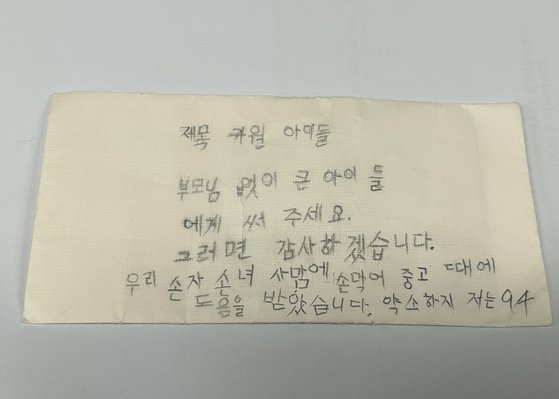 제목 귀원 아이들
부모님 없이 큰 아이들
에게 써 주세요.
그러면 감사하겠습니다.
우리 손자 손녀 사맘에 손막어 중고 때에
도음을 받았습니다, 약소하지 저는 94